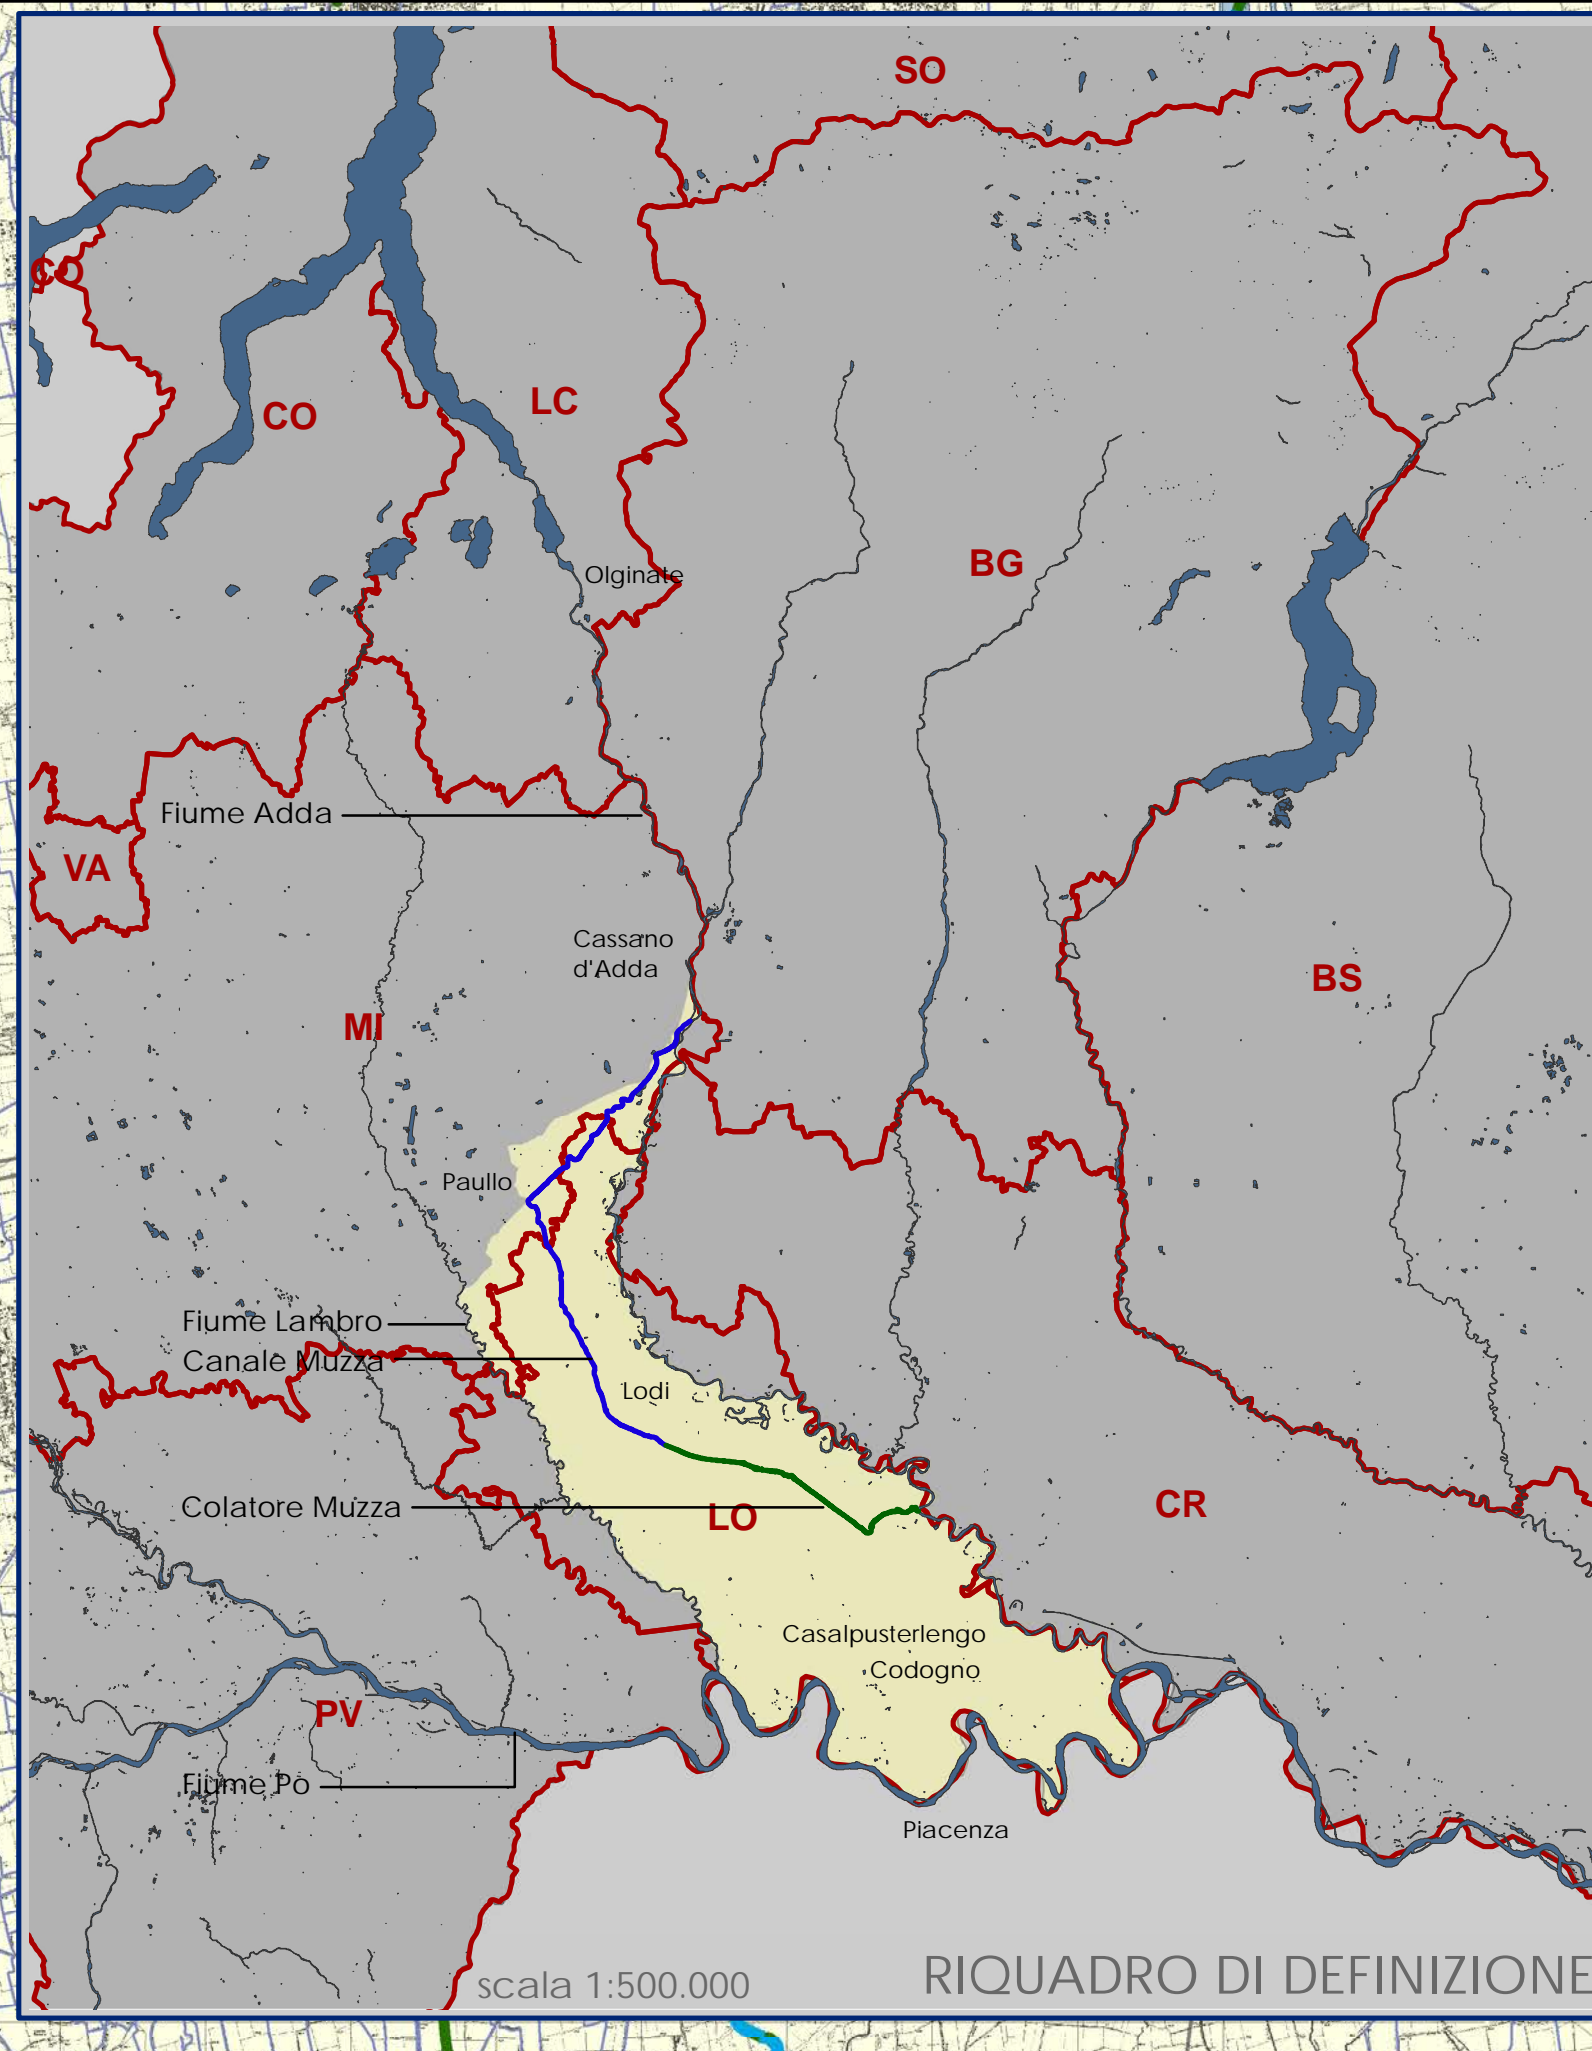 SO
CO
CO
LC
BG
Olginate
Fiume Adda
VA
Cassano
d'Adda
BS
MI
Paullo
Fiume Lambro
Canale Muzza
Lodi
Colatore Muzza
LO
CR
Casalpusterlengo
Codogno
PV
Fiume Po
Piacenza
scala 1:500.000
RIQUADRO DI DEFINIZIONE